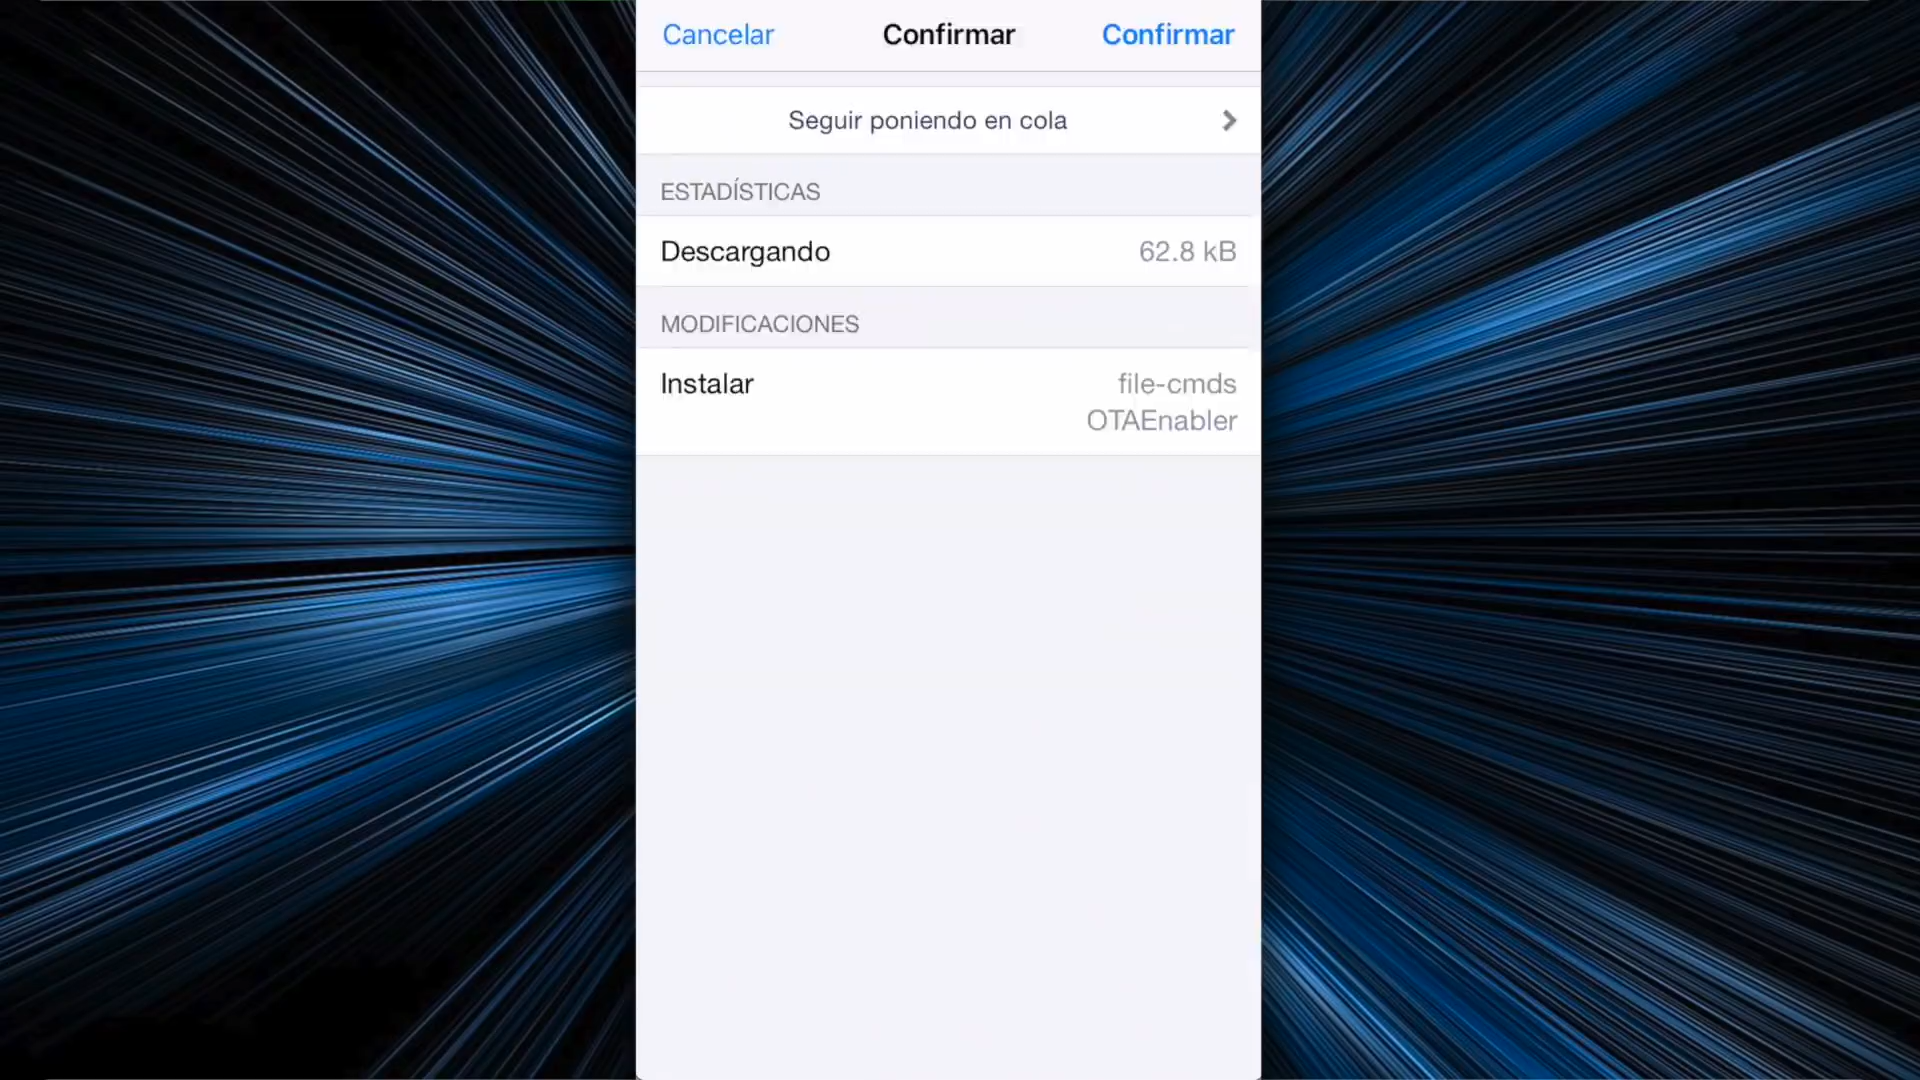 Cancelar Confirmar Confirmar
Seguir poniendo en cola
ESTADÍSTICAS
Descargando 62.8 kB
MODIFICACIONES
Instalar file-cmds
OTAEnabler